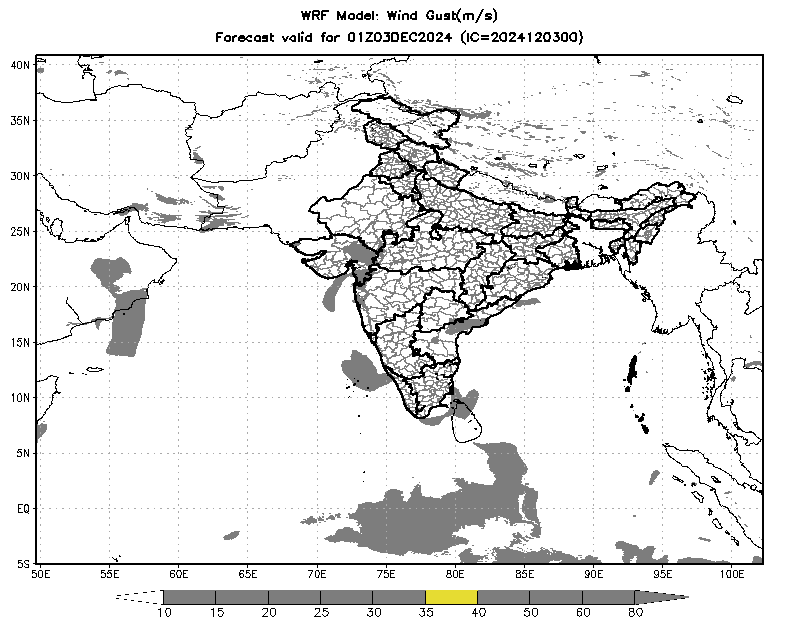 WRF Model: Wind Gust(m/s)
Forecast valid for 01Z03DEC2024 (IC=2024120300)
40N
35N
30N
25N
20N
15N
10N
5N
EQ
5S
50E 55E 60E 65E 70E 75E 80E 85E 90E 95E 100E
10 15 20 25 30 35 40 50 60 80